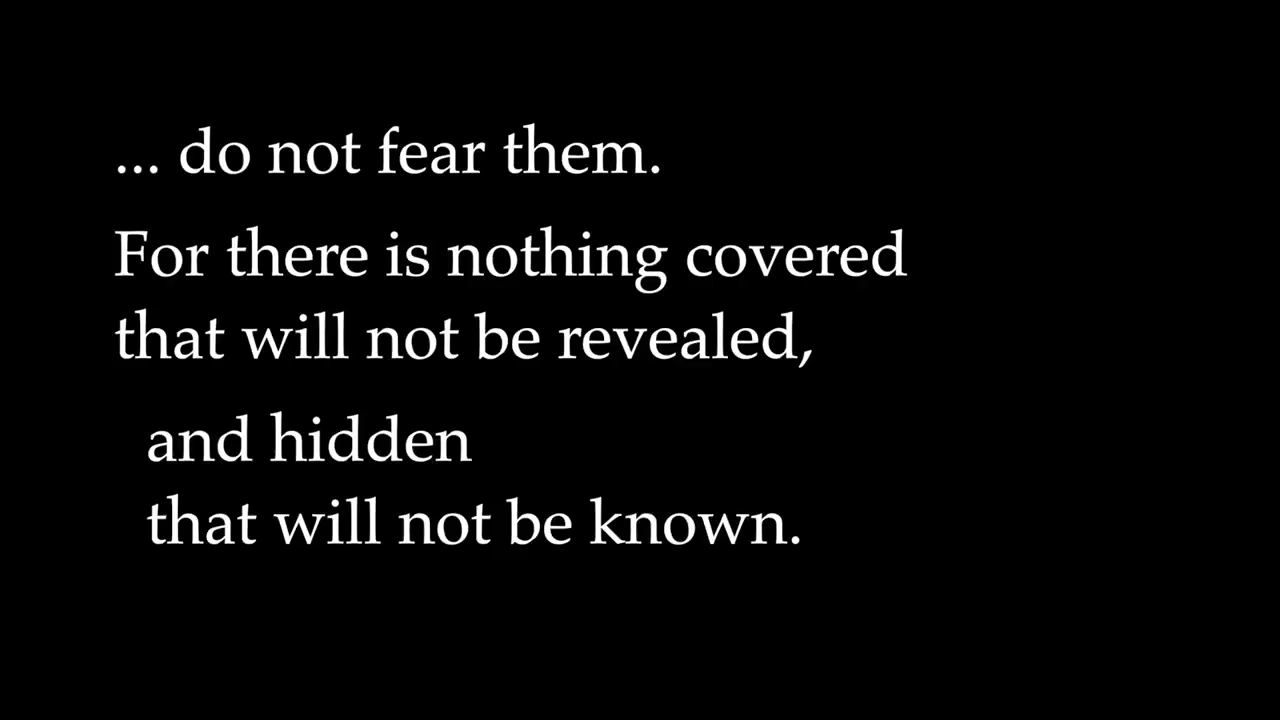 ... do not fear them.
For there is nothing covered
that will not be revealed,
and hidden
that will not be known.